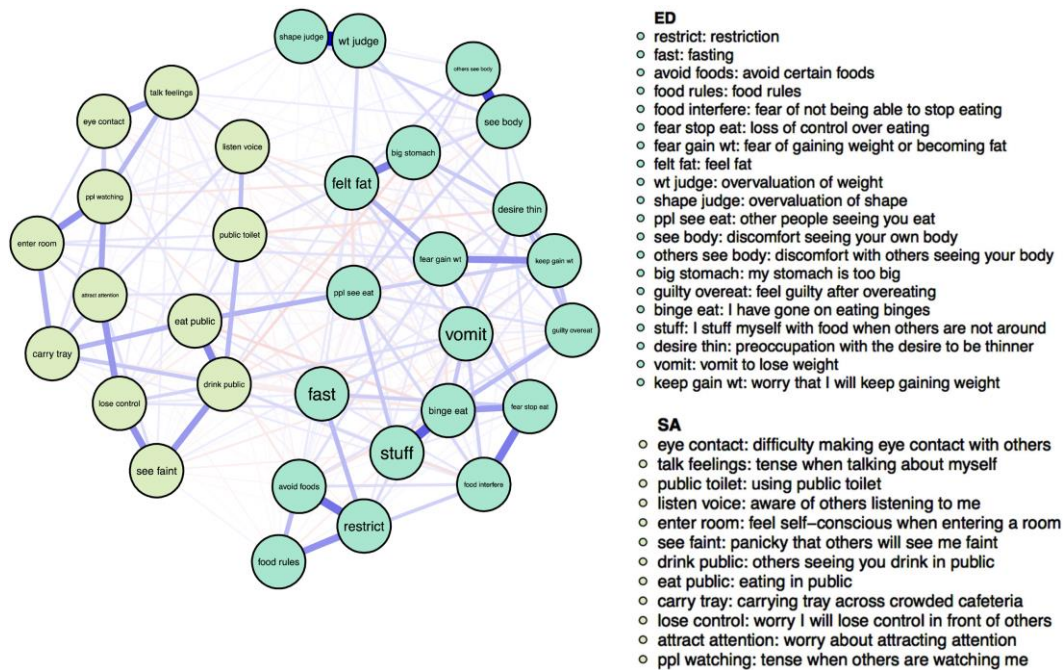 shape judge
wt judge
others see body
see body
talk feelings
eye contact
listen voice
big stomach
felt fat
ppl watching
desire thin
enter room
public toilet
fear gain wt
keep gain wt
attract attention
ppl see eat
eat public
vomit
guilty overeat
carry tray
drink public
fast
lose control
binge eat
fear stop eat
stuff
see faint
avoid foods
food interfere
restrict
food rules
ED
restrict: restriction
fast: fasting
avoid foods: avoid certain foods
food rules: food rules
food interfere: fear of not being able to stop eating
fear stop eat: loss of control over eating
fear gain wt: fear of gaining weight or becoming fat
felt fat: feel fat
wt judge: overvaluation of weight
shape judge: overvaluation of shape
ppl see eat: other people seeing you eat
see body: discomfort seeing your own body
others see body: discomfort with others seeing your body
big stomach: my stomach is too big
guilty overeat: feel guilty after overeating
binge eat: I have gone on eating binges
stuff: I stuff myself with food when others are not around
desire thin: preoccupation with the desire to be thinner
vomit: vomit to lose weight
keep gain wt: worry that I will keep gaining weight
SA
eye contact: difficulty making eye contact with others
talk feelings: tense when talking about myself
public toilet: using public toilet
listen voice: aware of others listening to me
enter room: feel self−conscious when entering a room
see faint: panicky that others will see me faint
drink public: others seeing you drink in public
eat public: eating in public
carry tray: carrying tray across crowded cafeteria
lose control: worry I will lose control in front of others
attract attention: worry about attracting attention
ppl watching: tense when others are watching me